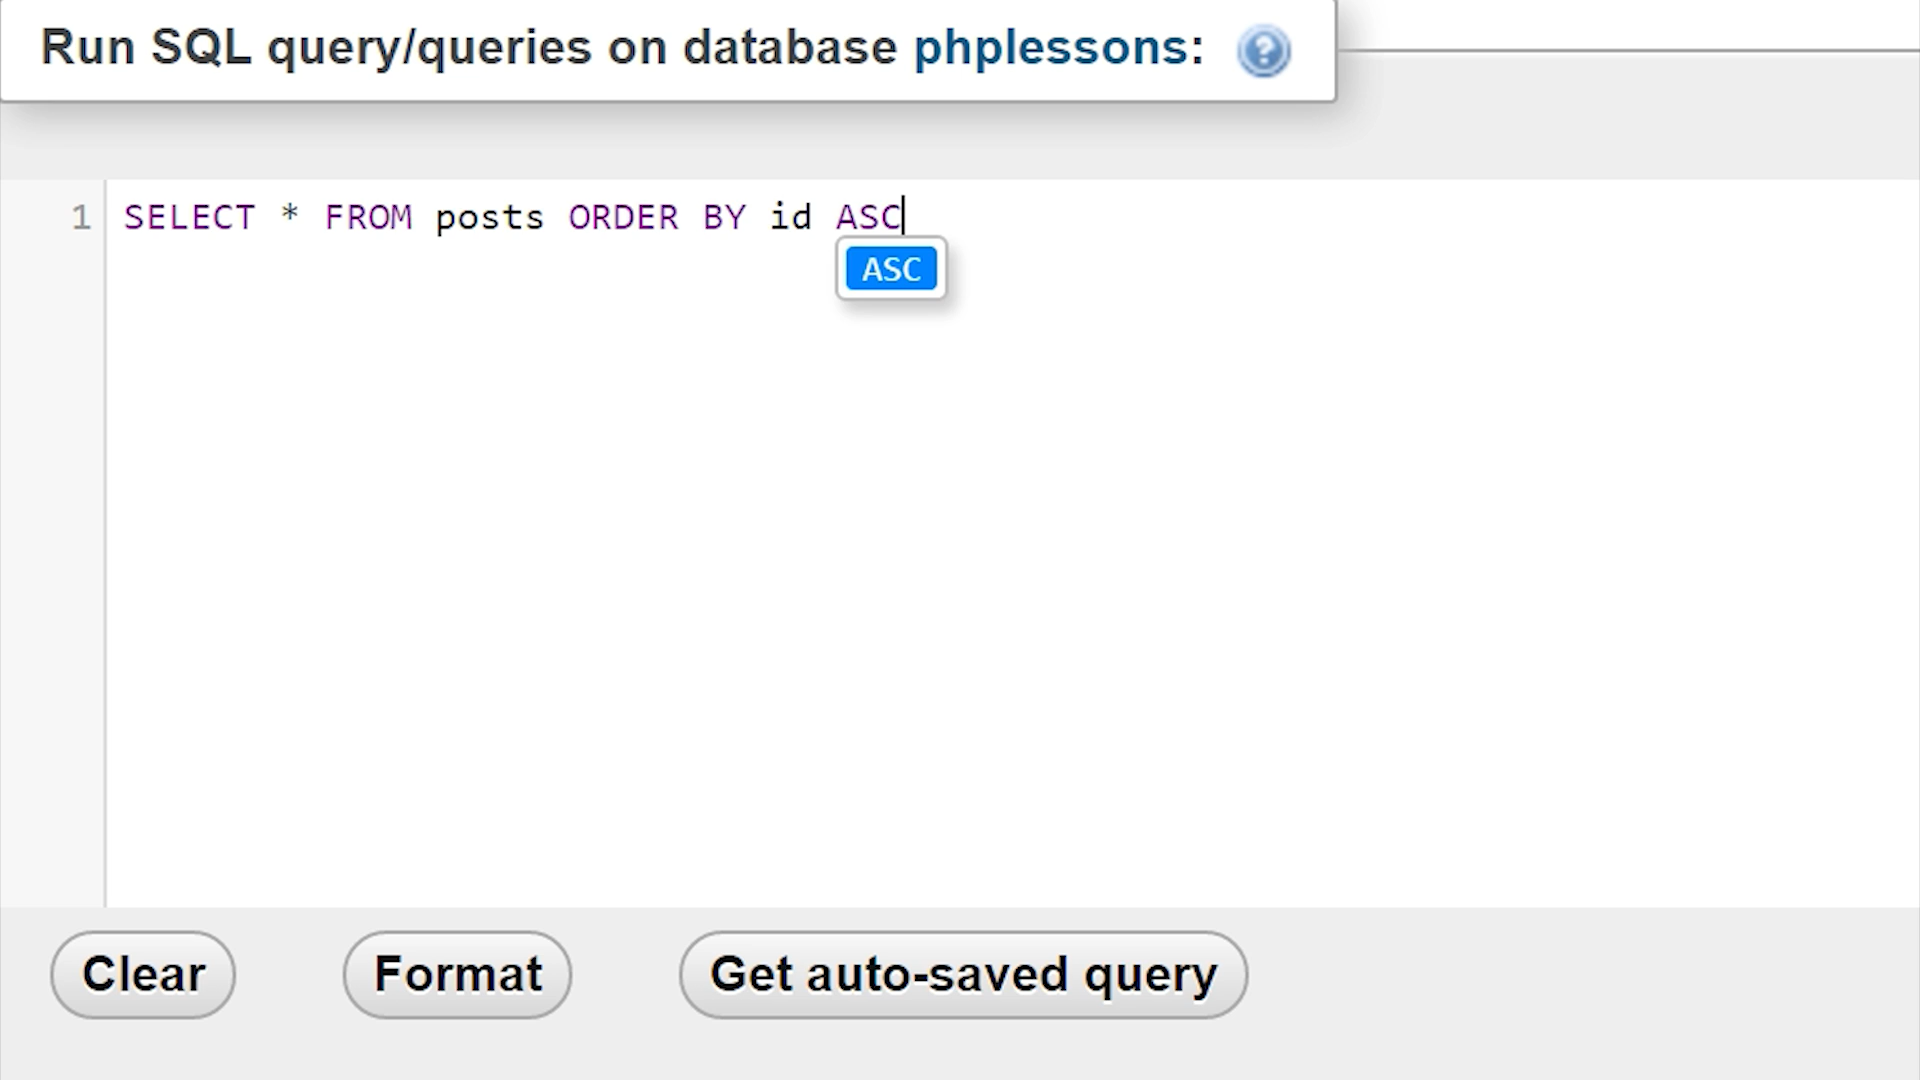 Run SQL query/queries on database phplessons:
1 SELECT * FROM posts ORDER BY id ASC
ASC
Clear Format Get auto-saved query